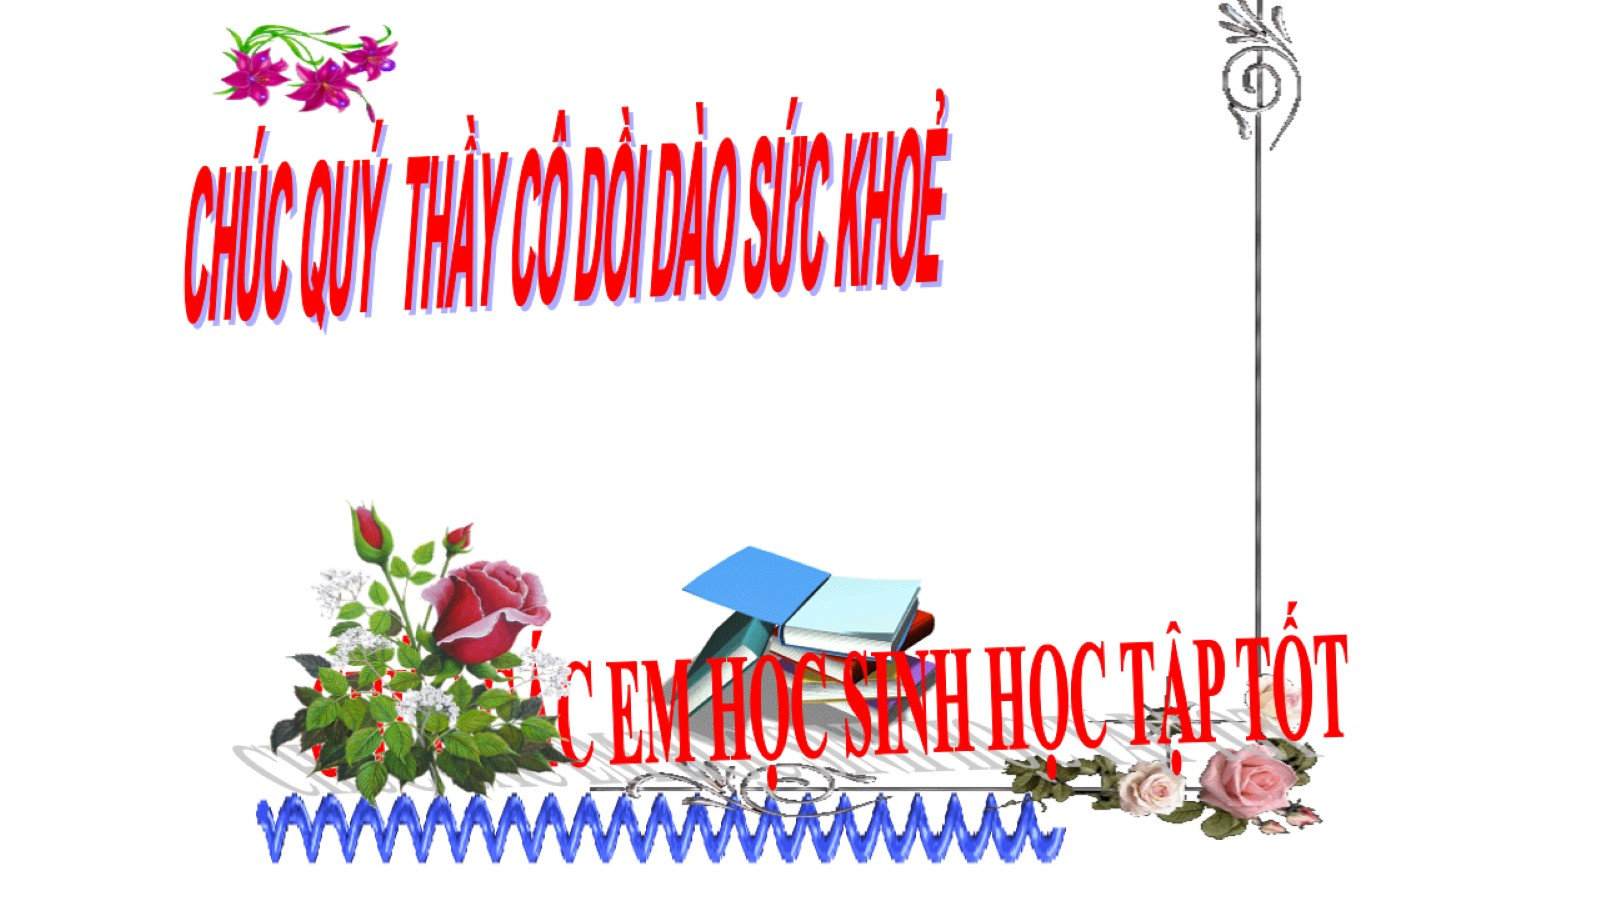 CHÚC QUÝ THẦY CÔ DỒI DÀO SỨC KHOẺ
EM HỌC SINH HỌC TẬP TỐT